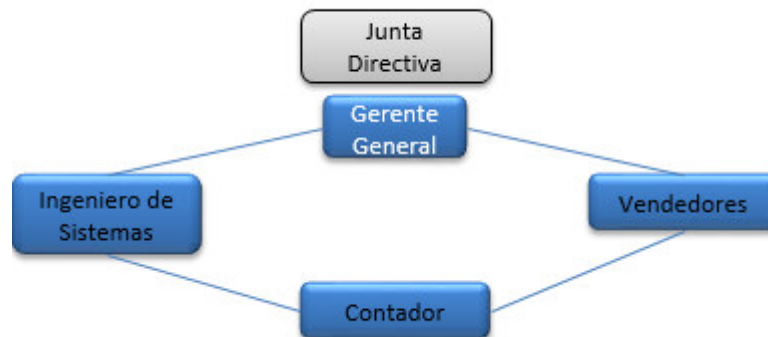 Junta
Directiva
Gerente
General
Ingeniero de
Sistemas
Vendedores
Contador